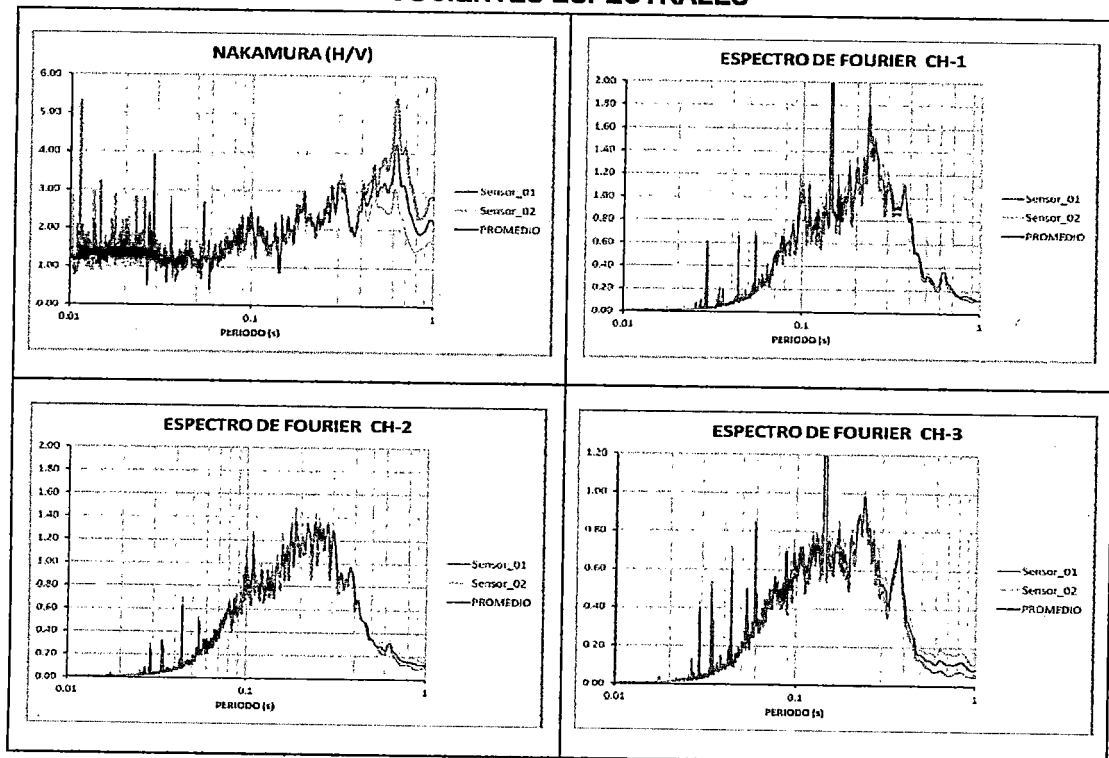 NAKAMURA (H/V)
6.00
5.00
4.00
3.00
2.00
1.00
0.00
0.01
0.1
1
PERIODO (s)
Sensor_01
Sensor_02
PROMEDIO
ESPECTRO DE FOURIER CH-1
2.00
1.80
1.60
1.40
1.20
1.00
0.80
0.60
0.40
0.20
0.00
0.01
0.1
1
PERIODO (s)
Sensor_01
Sensor_02
PROMEDIO
ESPECTRO DE FOURIER CH-2
2.00
1.80
1.60
1.40
1.20
1.00
0.80
0.60
0.40
0.20
0.00
0.01
0.1
1
PERIODO (s)
Sensor_01
Sensor_02
PROMEDIO
ESPECTRO DE FOURIER CH-3
1.20
1.00
0.80
0.60
0.40
0.20
0.00
0.01
0.1
1
PERIODO (s)
Sensor_01
Sensor_02
PROMEDIO